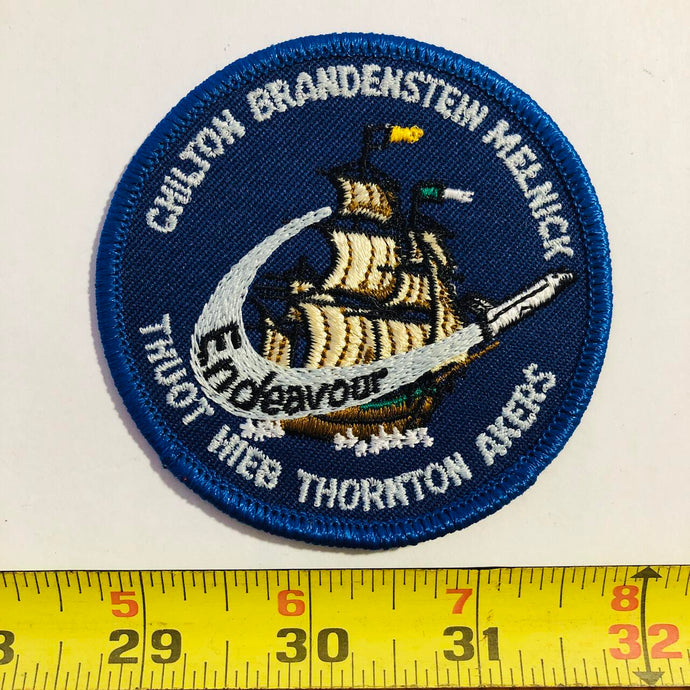 CHILTON BRANDENSTEIN MELNICK
Endeavour
THUOT HIEB THORNTON AKERS
5 6 7 8
29 30 31 32